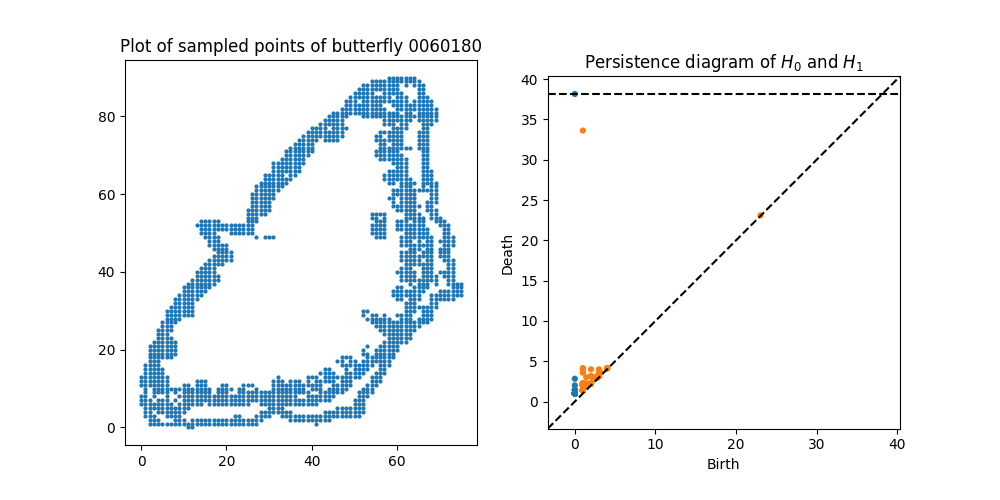 Plot of sampled points of butterfly 0060180
80
60
40
20
0
0 20 40 60
Persistence diagram of $H_0$ and $H_1$
Death
40
35
30
25
20
15
10
5
0
0 10 20 30 40
Birth